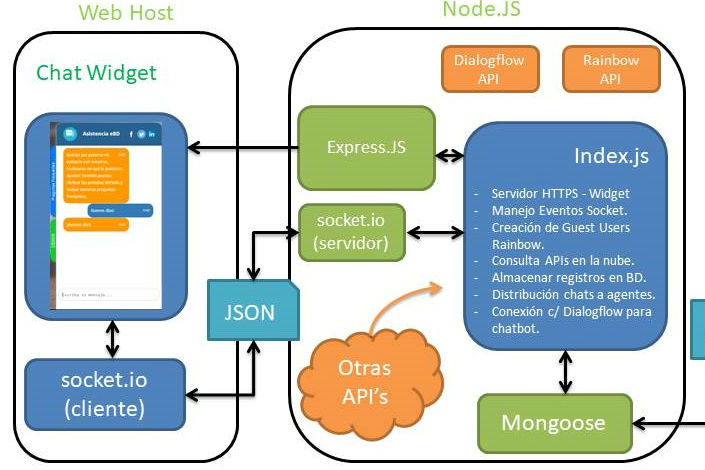 Web Host
Node.JS
Chat Widget
Asistencia eBD
Dialogflow
API
Rainbow
API
Express.JS
Index.js
- Servidor HTTPS - Widget
- Manejo Eventos Socket.
- Creación de Guest Users
Rainbow.
- Consulta APIs en la nube.
- Almacenar registros en BD.
- Distribución chats a agentes.
- Conexión c/ Dialogflow para
chatbot.
socket.io
(servidor)
JSON
Escriba su mensaje...
socket.io
(cliente)
Otras
API's
Mongoose